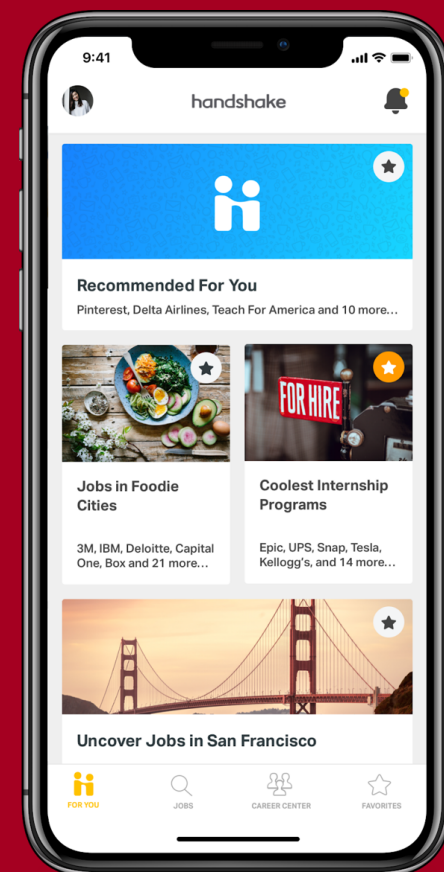 9:41
handshake
Recommended For You
Pinterest, Delta Airlines, Teach For America and 10 more...
FOR HIRE
Jobs in Foodie
Cities
3M, IBM, Deloitte, Capital
One, Box and 21 more...
Coolest Internship
Programs
Epic, UPS, Snap, Tesla,
Kellogg's, and 14 more...
Uncover Jobs in San Francisco
FOR YOU
JOBS
CAREER CENTER
FAVORITES